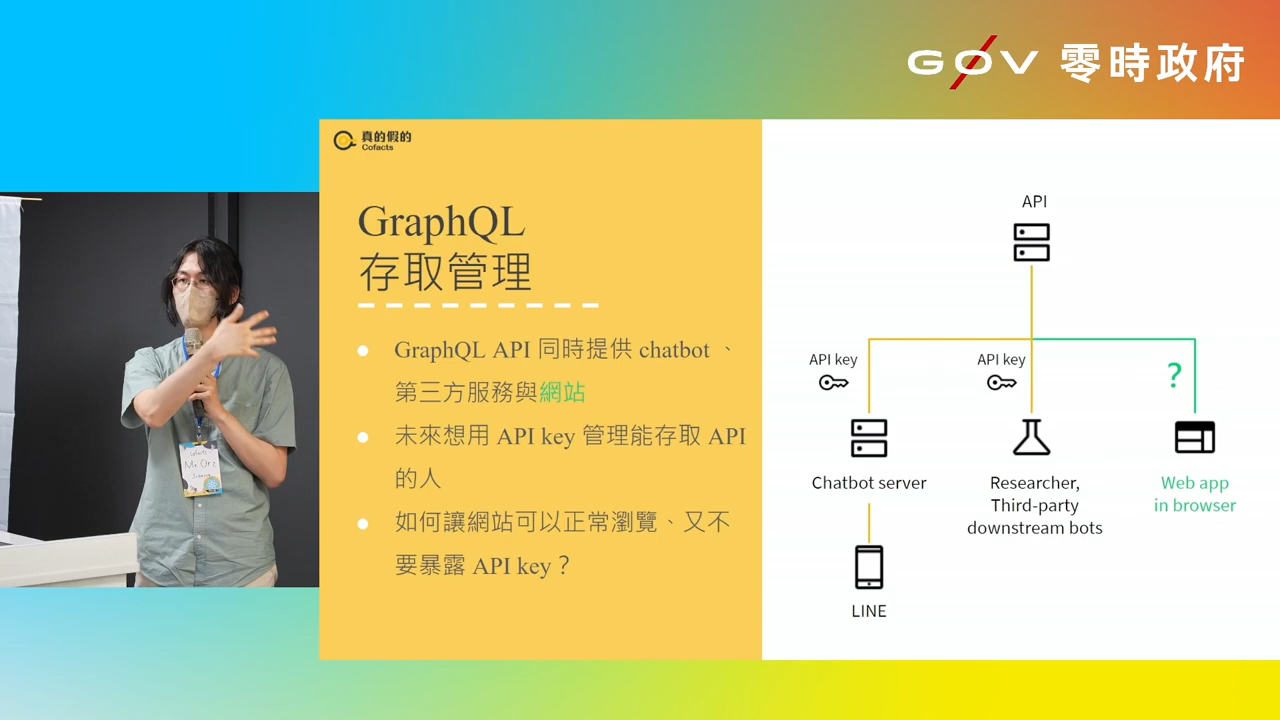 G0V 零時政府
真的假的
Cofacts
GraphQL
存取管理
GraphQL API 同時提供 chatbot 、
第三方服務與網站
未來想用 API key 管理能存取 API
的人
如何讓網站可以正常瀏覽、又不
要暴露 API key？
API
API key
API key
?
Chatbot server
Researcher,
Third-party
downstream bots
Web app
in browser
LINE
Cofacts
Mr Orz